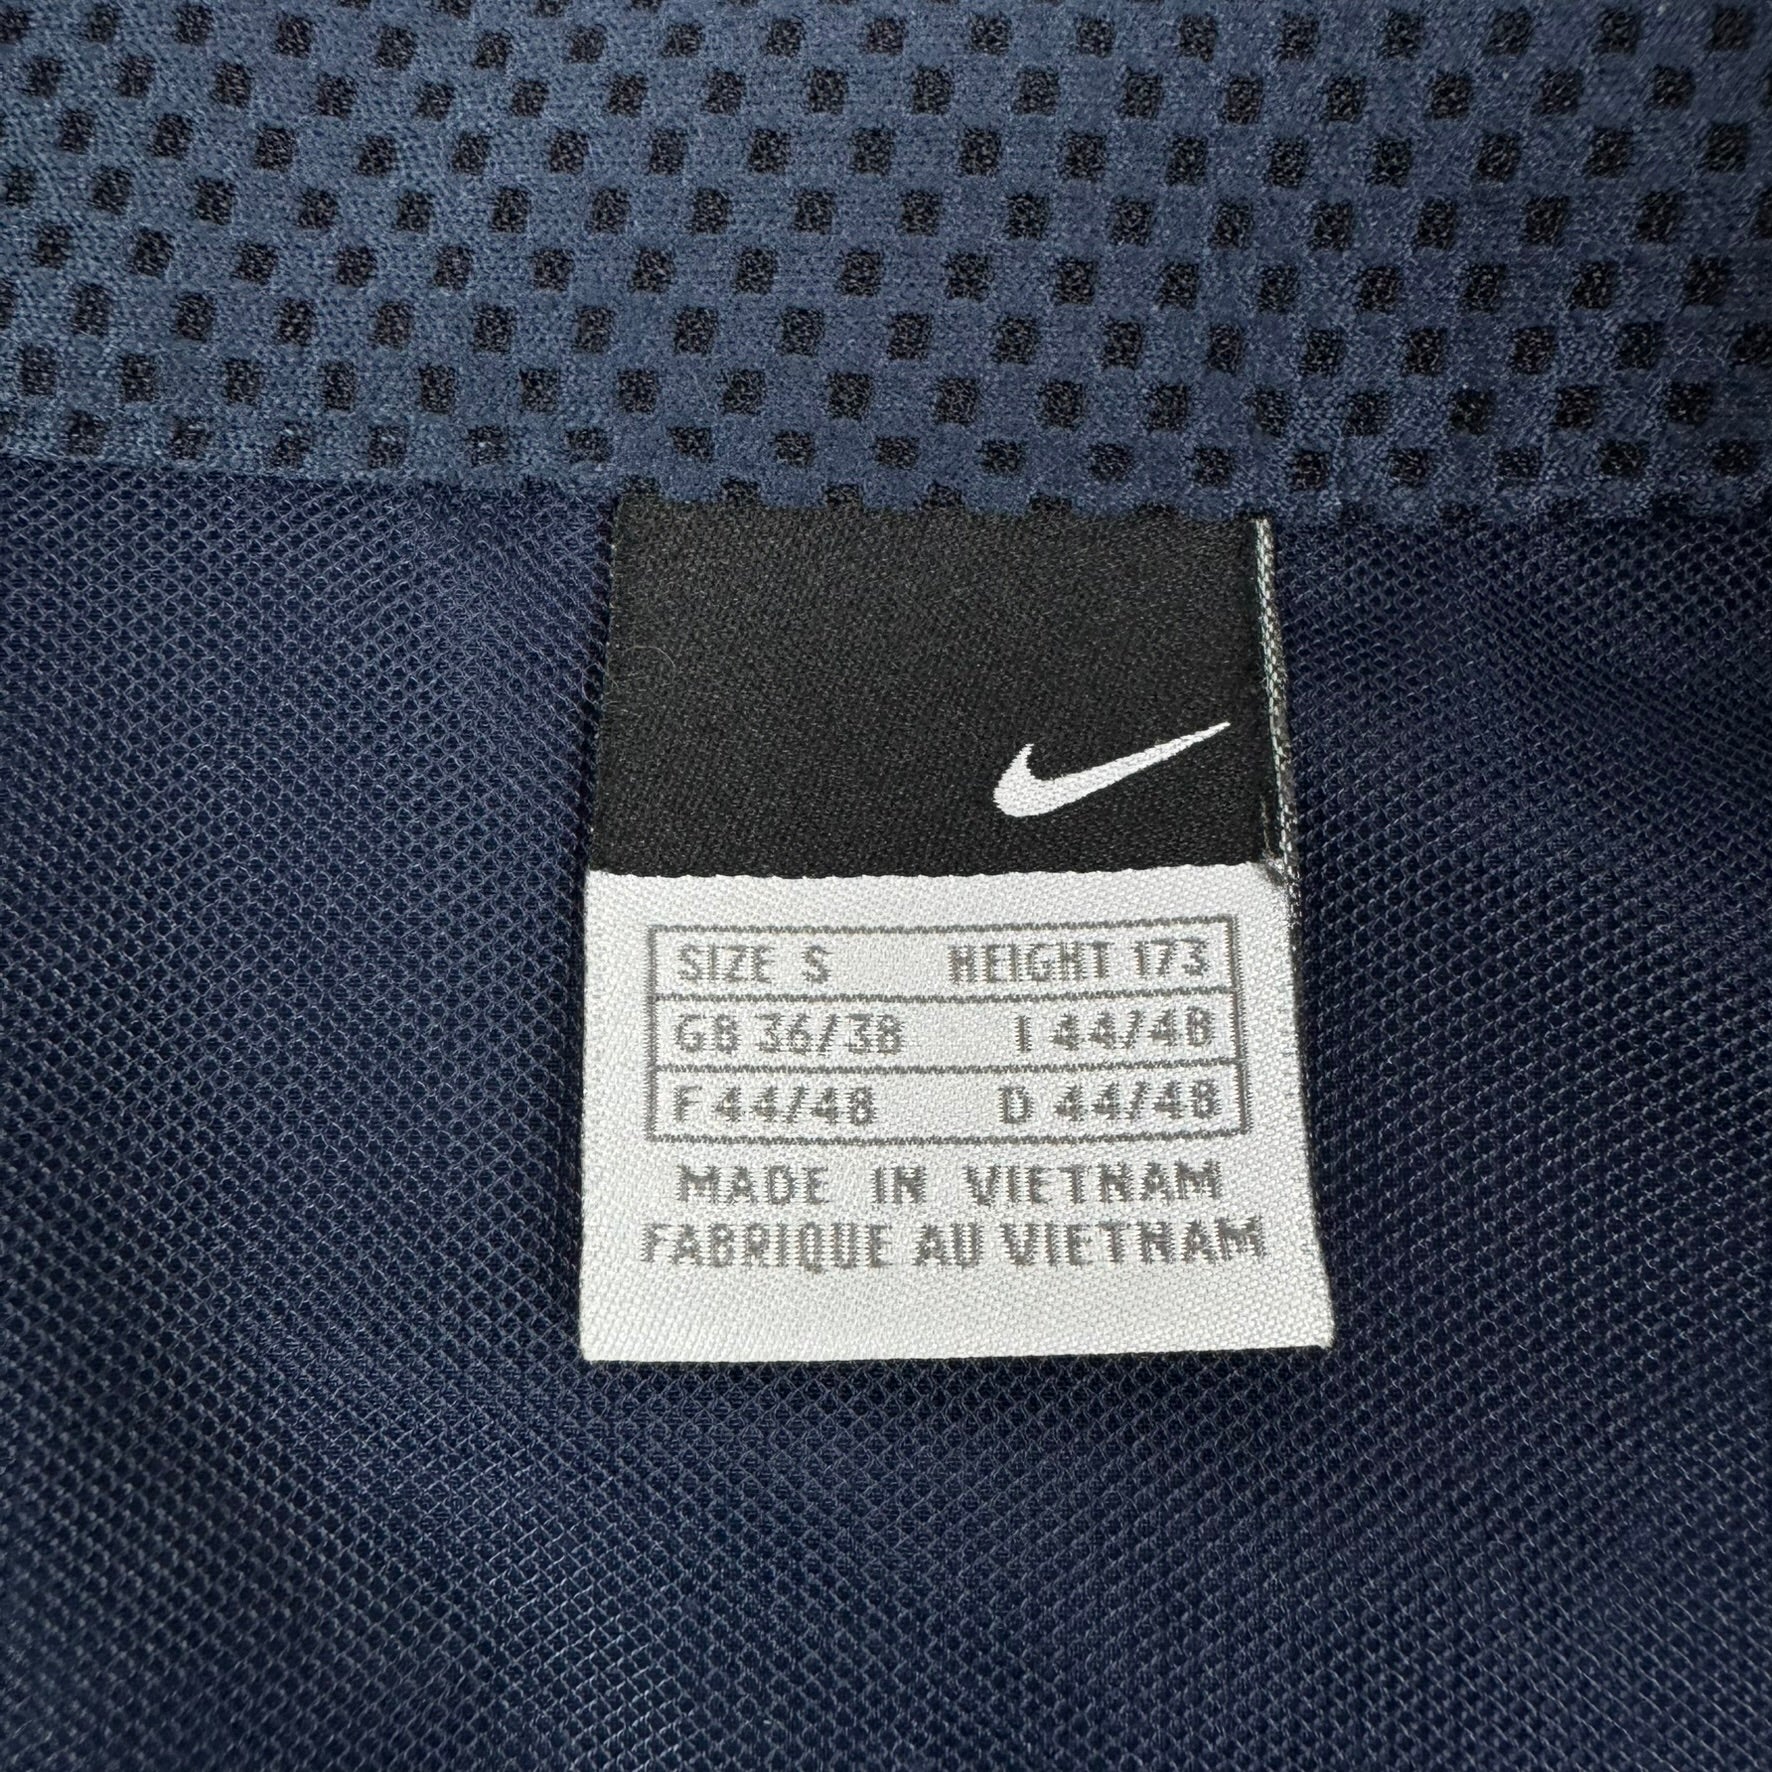 SIZE S HEIGHT 173
GB 36/38 I 44/48
F 44/48 D 44/48
MADE IN VIETNAM
FABRIQUE AU VIETNAM